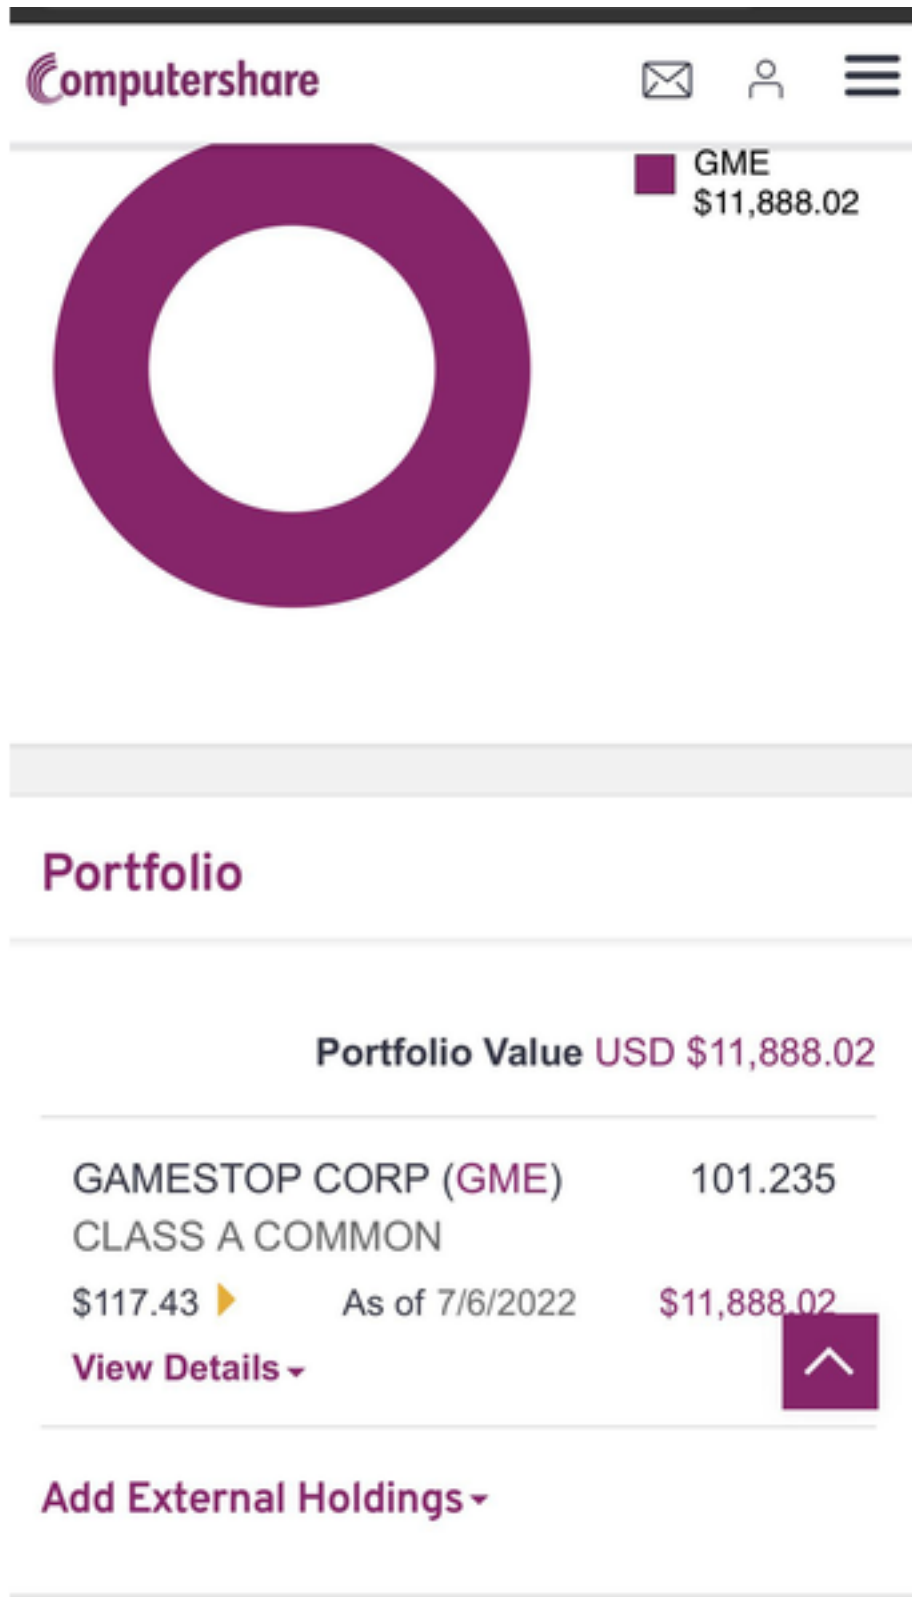 Computershare
GME
$11,888.02
Portfolio
Portfolio Value USD $11,888.02
GAMESTOP CORP (GME) 101.235
CLASS A COMMON
$117.43 As of 7/6/2022 $11,888.02
View Details
Add External Holdings